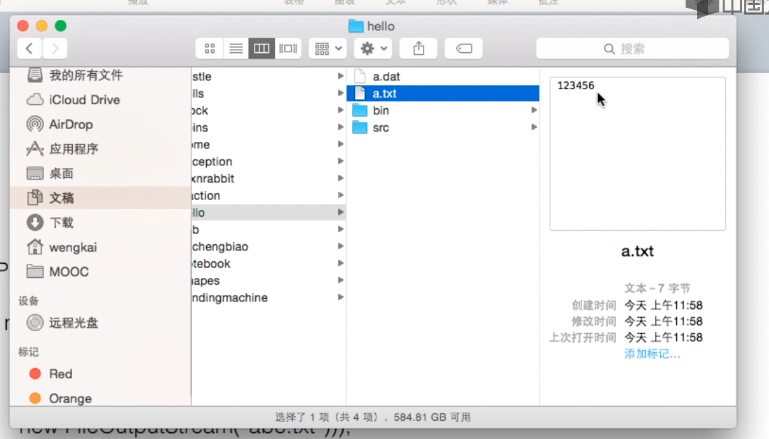 hello
搜索
我的所有文件
iCloud Drive
AirDrop
应用程序
桌面
文稿
下载
wengkai
MOOC
设备
远程光盘
标记
Red
Orange
stle
lls
ock
ins
ome
ception
xnrabbit
action
llo
b
chengbiao
tebook
apes
ndingmachine
a.dat
a.txt
bin
src
123456
a.txt
文本 – 7 字节
创建时间 今天 上午11:58
修改时间 今天 上午11:58
上次打开时间 今天 上午11:58
添加标记…
选择了 1 项（共 4 项），584.81 GB 可用